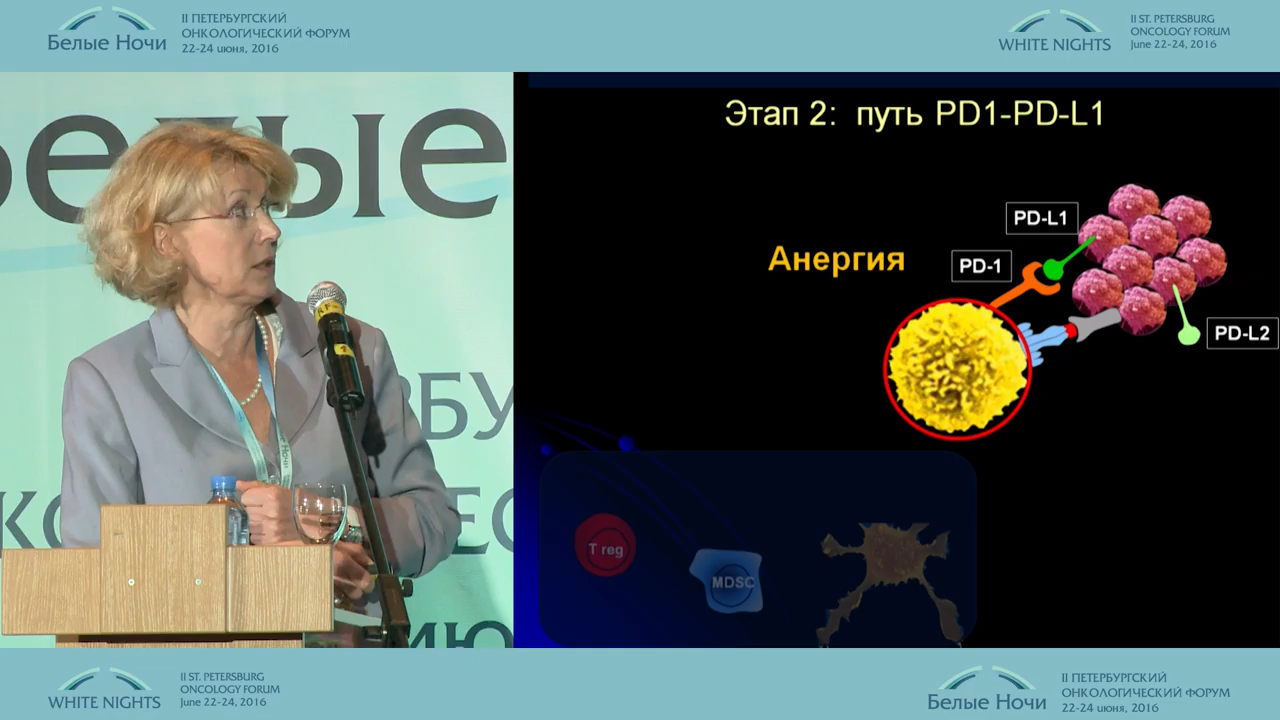 Белые Ночи
II ПЕТЕРБУРГСКИЙ
ОНКОЛОГИЧЕСКИЙ ФОРУМ
22-24 июня, 2016
WHITE NIGHTS
II ST. PETERSBURG
ONCOLOGY FORUM
June 22-24, 2016
Этап 2: путь PD1-PD-L1
PD-L1
Анергия
PD-1
PD-L2
T reg
MDSC
WHITE NIGHTS
II ST. PETERSBURG
ONCOLOGY FORUM
June 22-24, 2016
Белые Ночи
II ПЕТЕРБУРГСКИЙ
ОНКОЛОГИЧЕСКИЙ ФОРУМ
22-24 июня, 2016